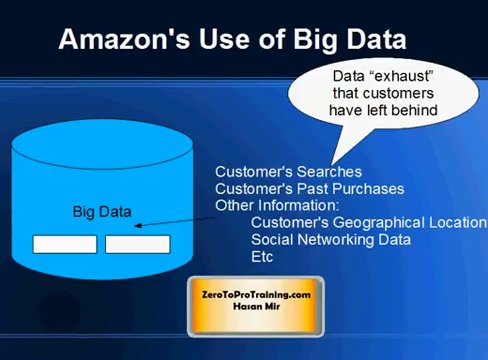 Amazon's Use of Big Data
Data “exhaust”
that customers
have left behind
Customer's Searches
Customer's Past Purchases
Other Information:
Customer's Geographical Location
Social Networking Data
Etc
Big Data
ZeroToProTraining.com
Hasan Mir